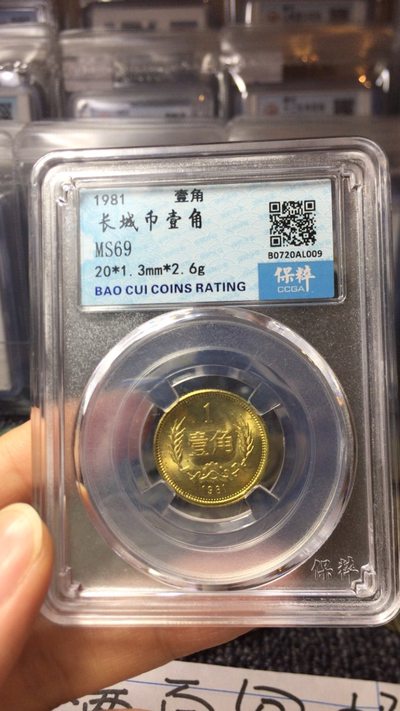 1981 壹角
长城币壹角
MS69
20*1.3mm*2.6g
B0720AL009
BAO CUI COINS RATING
保粹
CCGA
1
壹角
1981
保粹